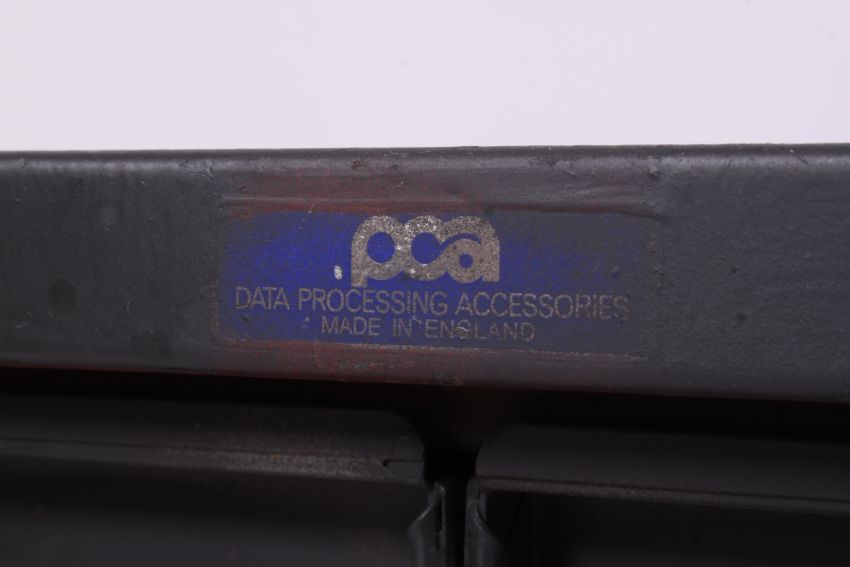 pca
DATA PROCESSING ACCESSORIES
MADE IN ENGLAND